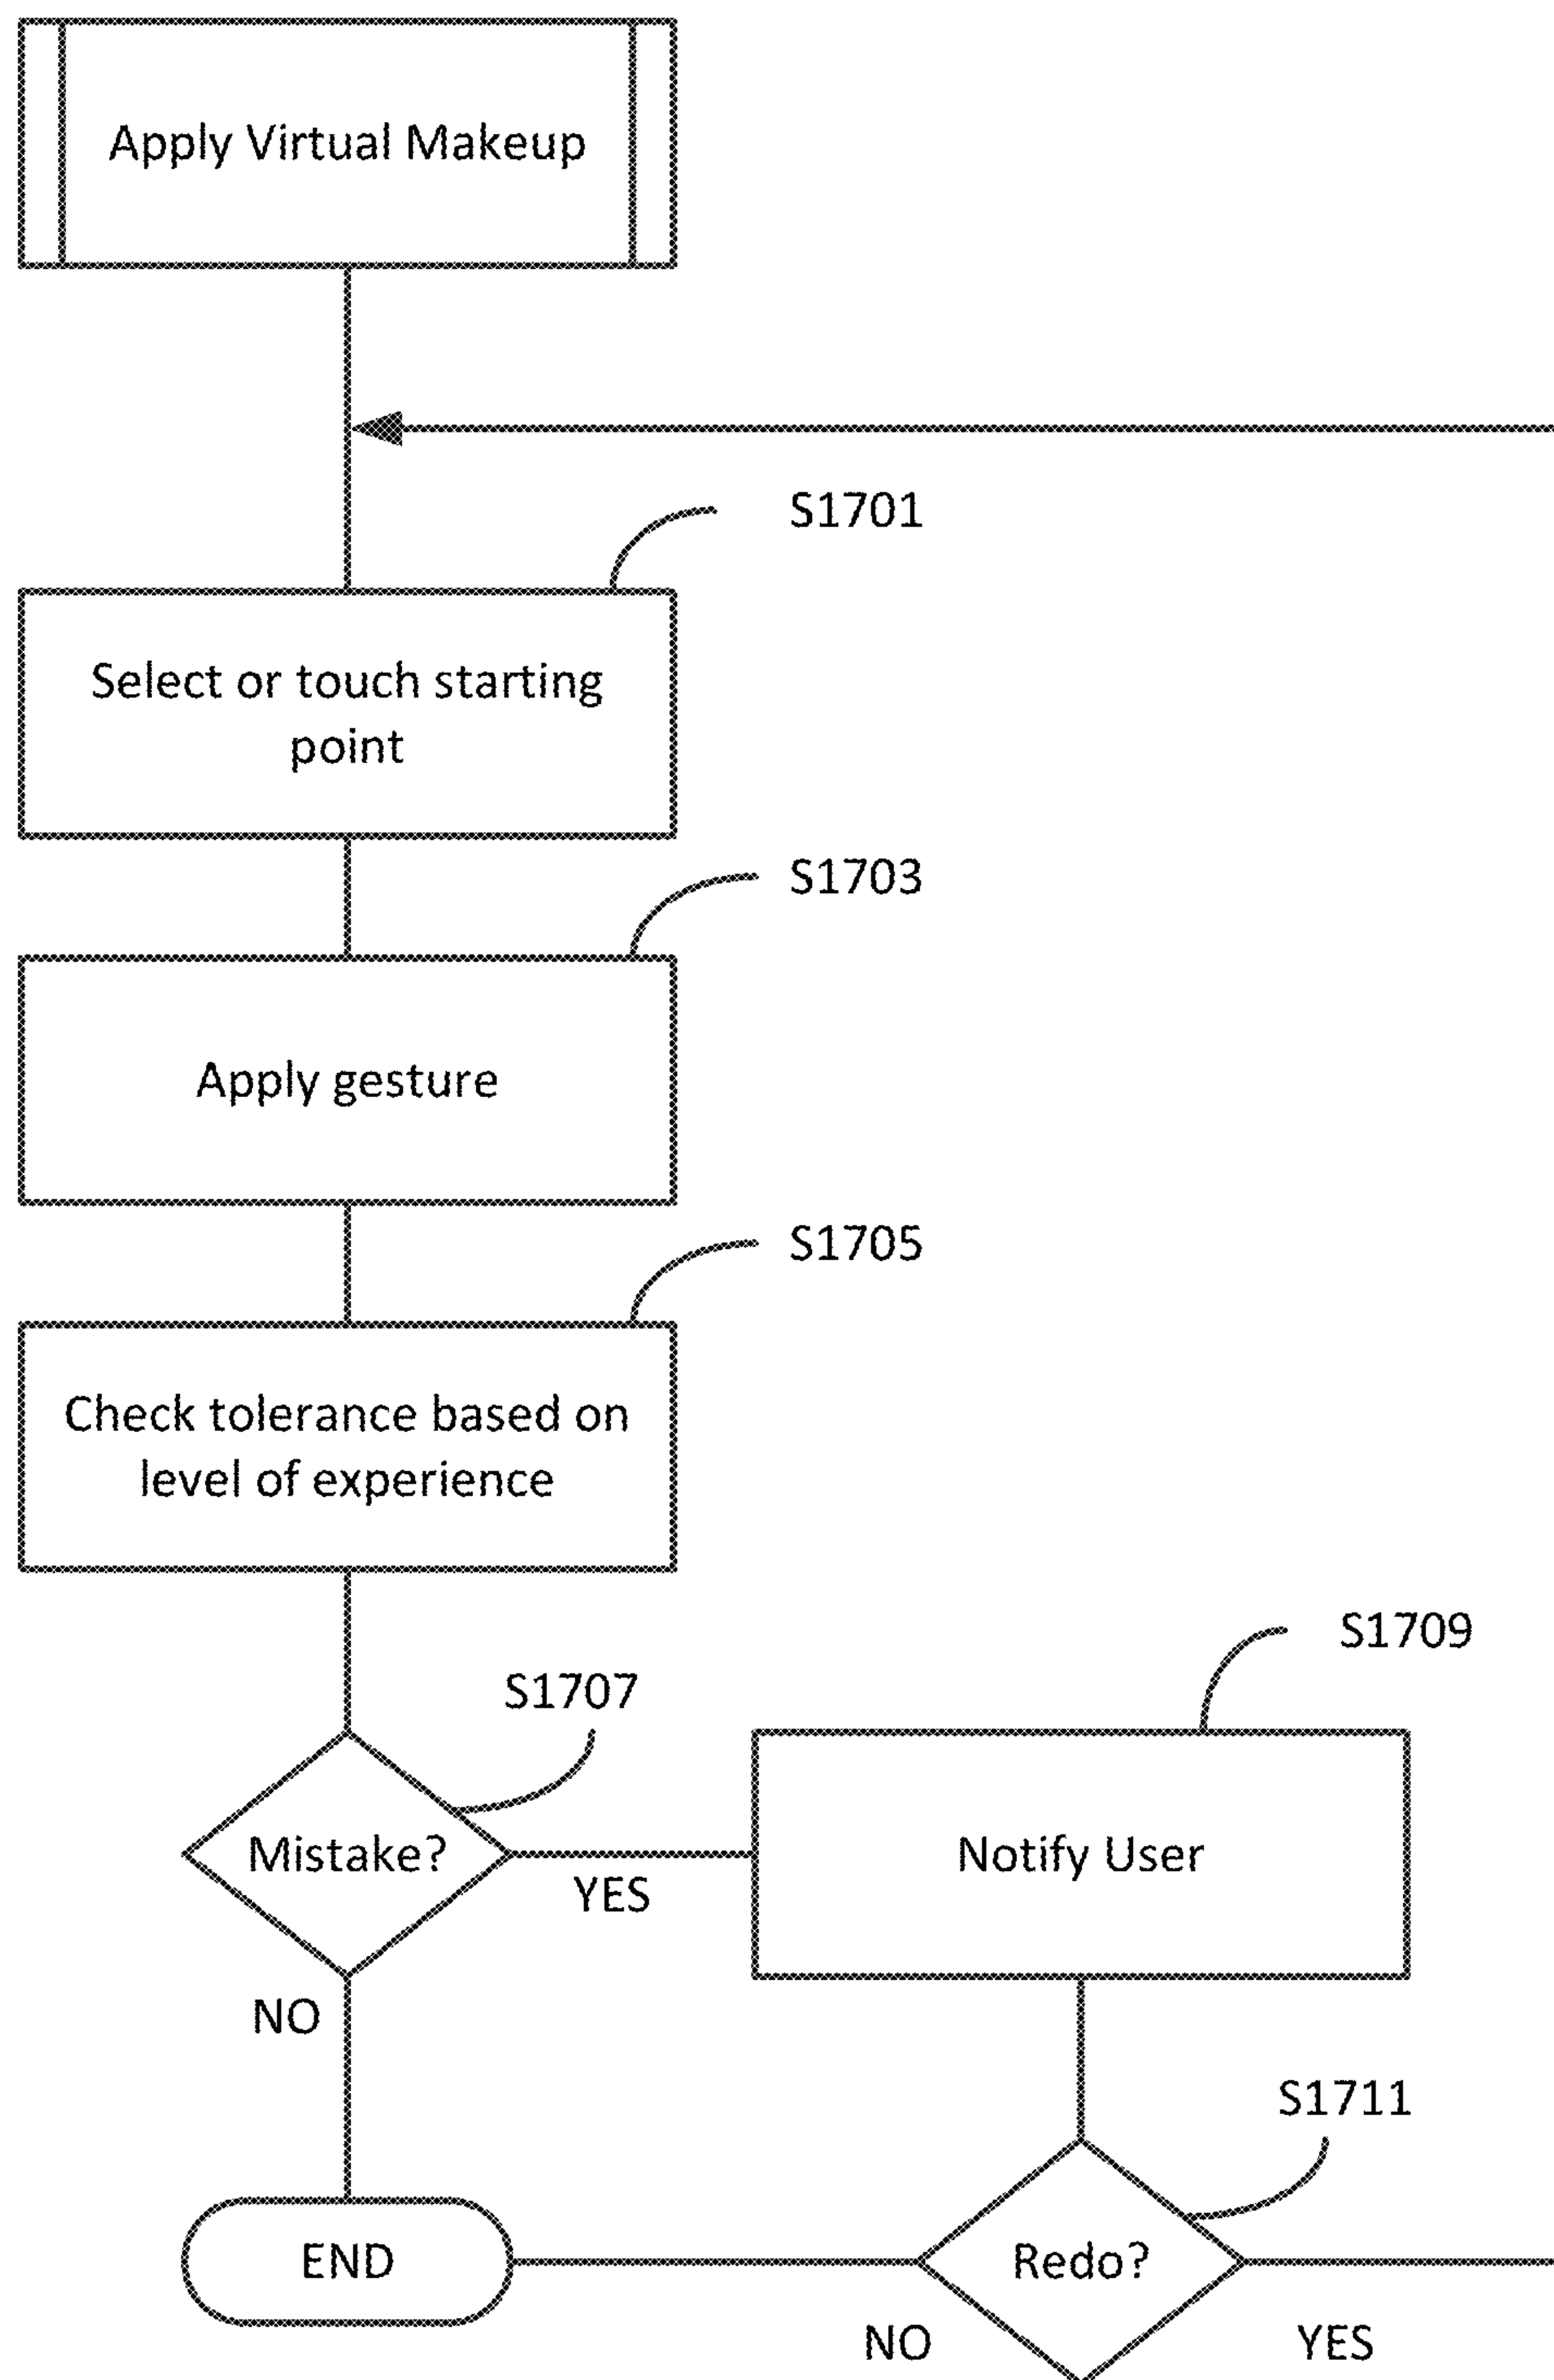 Apply Virtual Makeup
S1701
Select or touch starting
point
S1703
Apply gesture
S1705
Check tolerance based on
level of experience
S1709
S1707
Mistake?
YES
Notify User
NO
S1711
END
Redo?
NO
YES